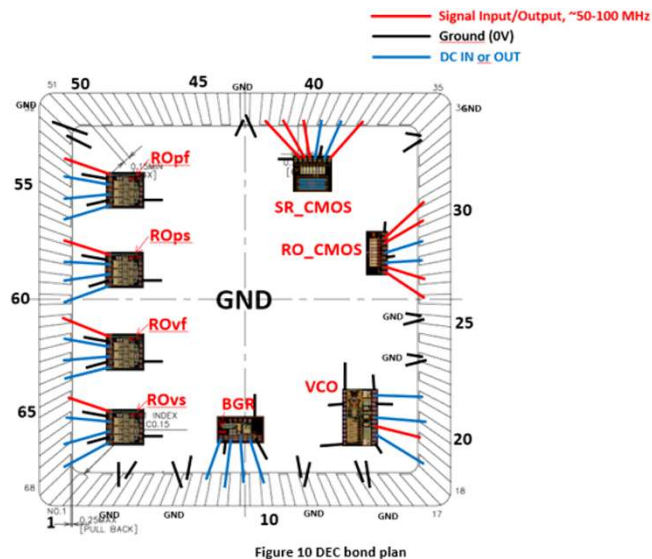 Signal Input/Output, ~50-100 MHz
Ground (0V)
DC IN or OUT
51 50 45 GND 40 35
GND
GND
ROpf
0.15MIN
SR_CMOS
55
ROps
RO_CMOS
30
60
GND
GND
25
ROvf
GND
ROvs
BGR
VCO
65
INDEX
C0.15
20
68
NO.1
18
1
0.25MAX
[PULL BACK]
GND
GND
10
GND
GND
17
Figure 10 DEC bond plan